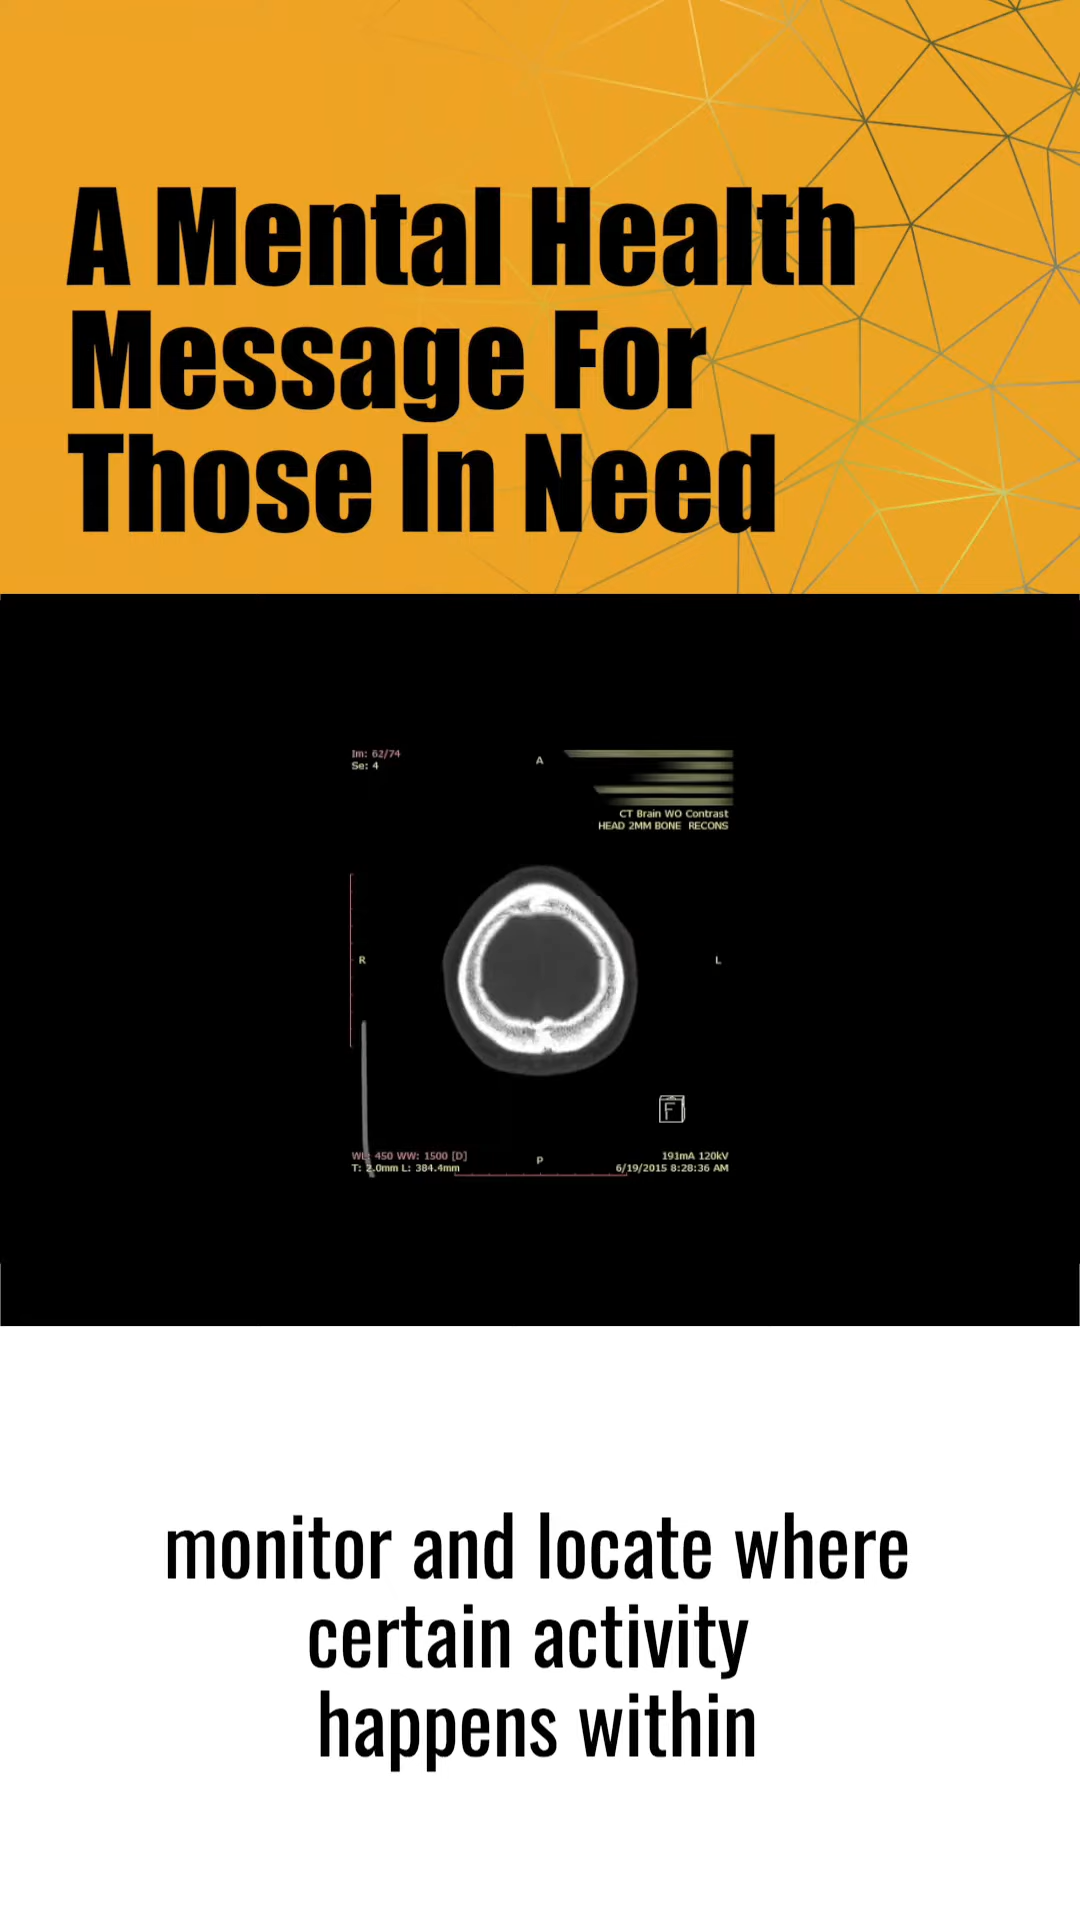 A Mental Health
Message For
Those In Need
Im: 62/74
Se: 4
A
CT Brain WO Contrast
HEAD 2MM BONE RECONS
R
L
F
WL: 450 WW: 1500 [D]
T: 2.0mm L: 384.4mm
P
191mA 120kV
6/19/2015 8:28:36 AM
monitor and locate where
certain activity
happens within